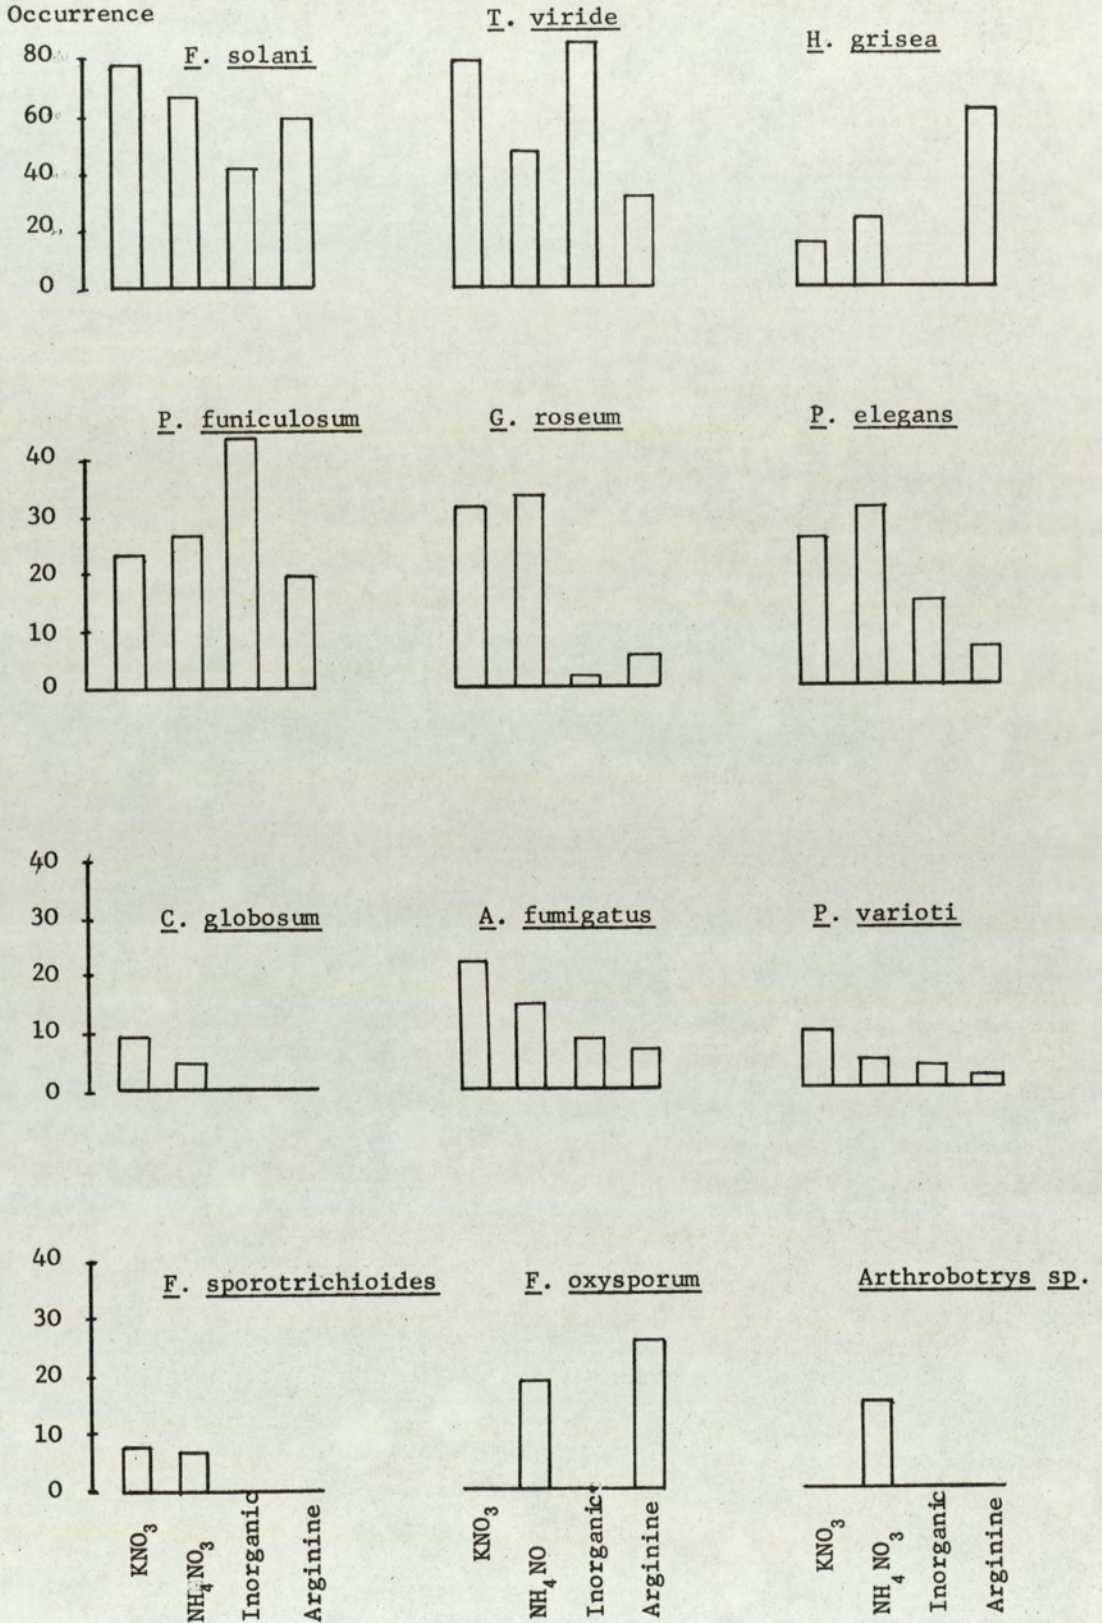 Occurrence
T. viride
F. solani
H. grisea
80
60
40
20
0
P. funiculosum
G. roseum
P. elegans
40
30
20
10
0
40
30
20
10
0
C. globosum
A. fumigatus
P. varioti
40
30
20
10
0
F. sporotrichioides
F. oxysporum
Arthrobotrys sp.
KNO3
NH4NO3
Inorganic
Arginine
KNO3
NH4NO
Inorganic
Arginine
KNO3
NH4NO3
Inorganic
Arginine